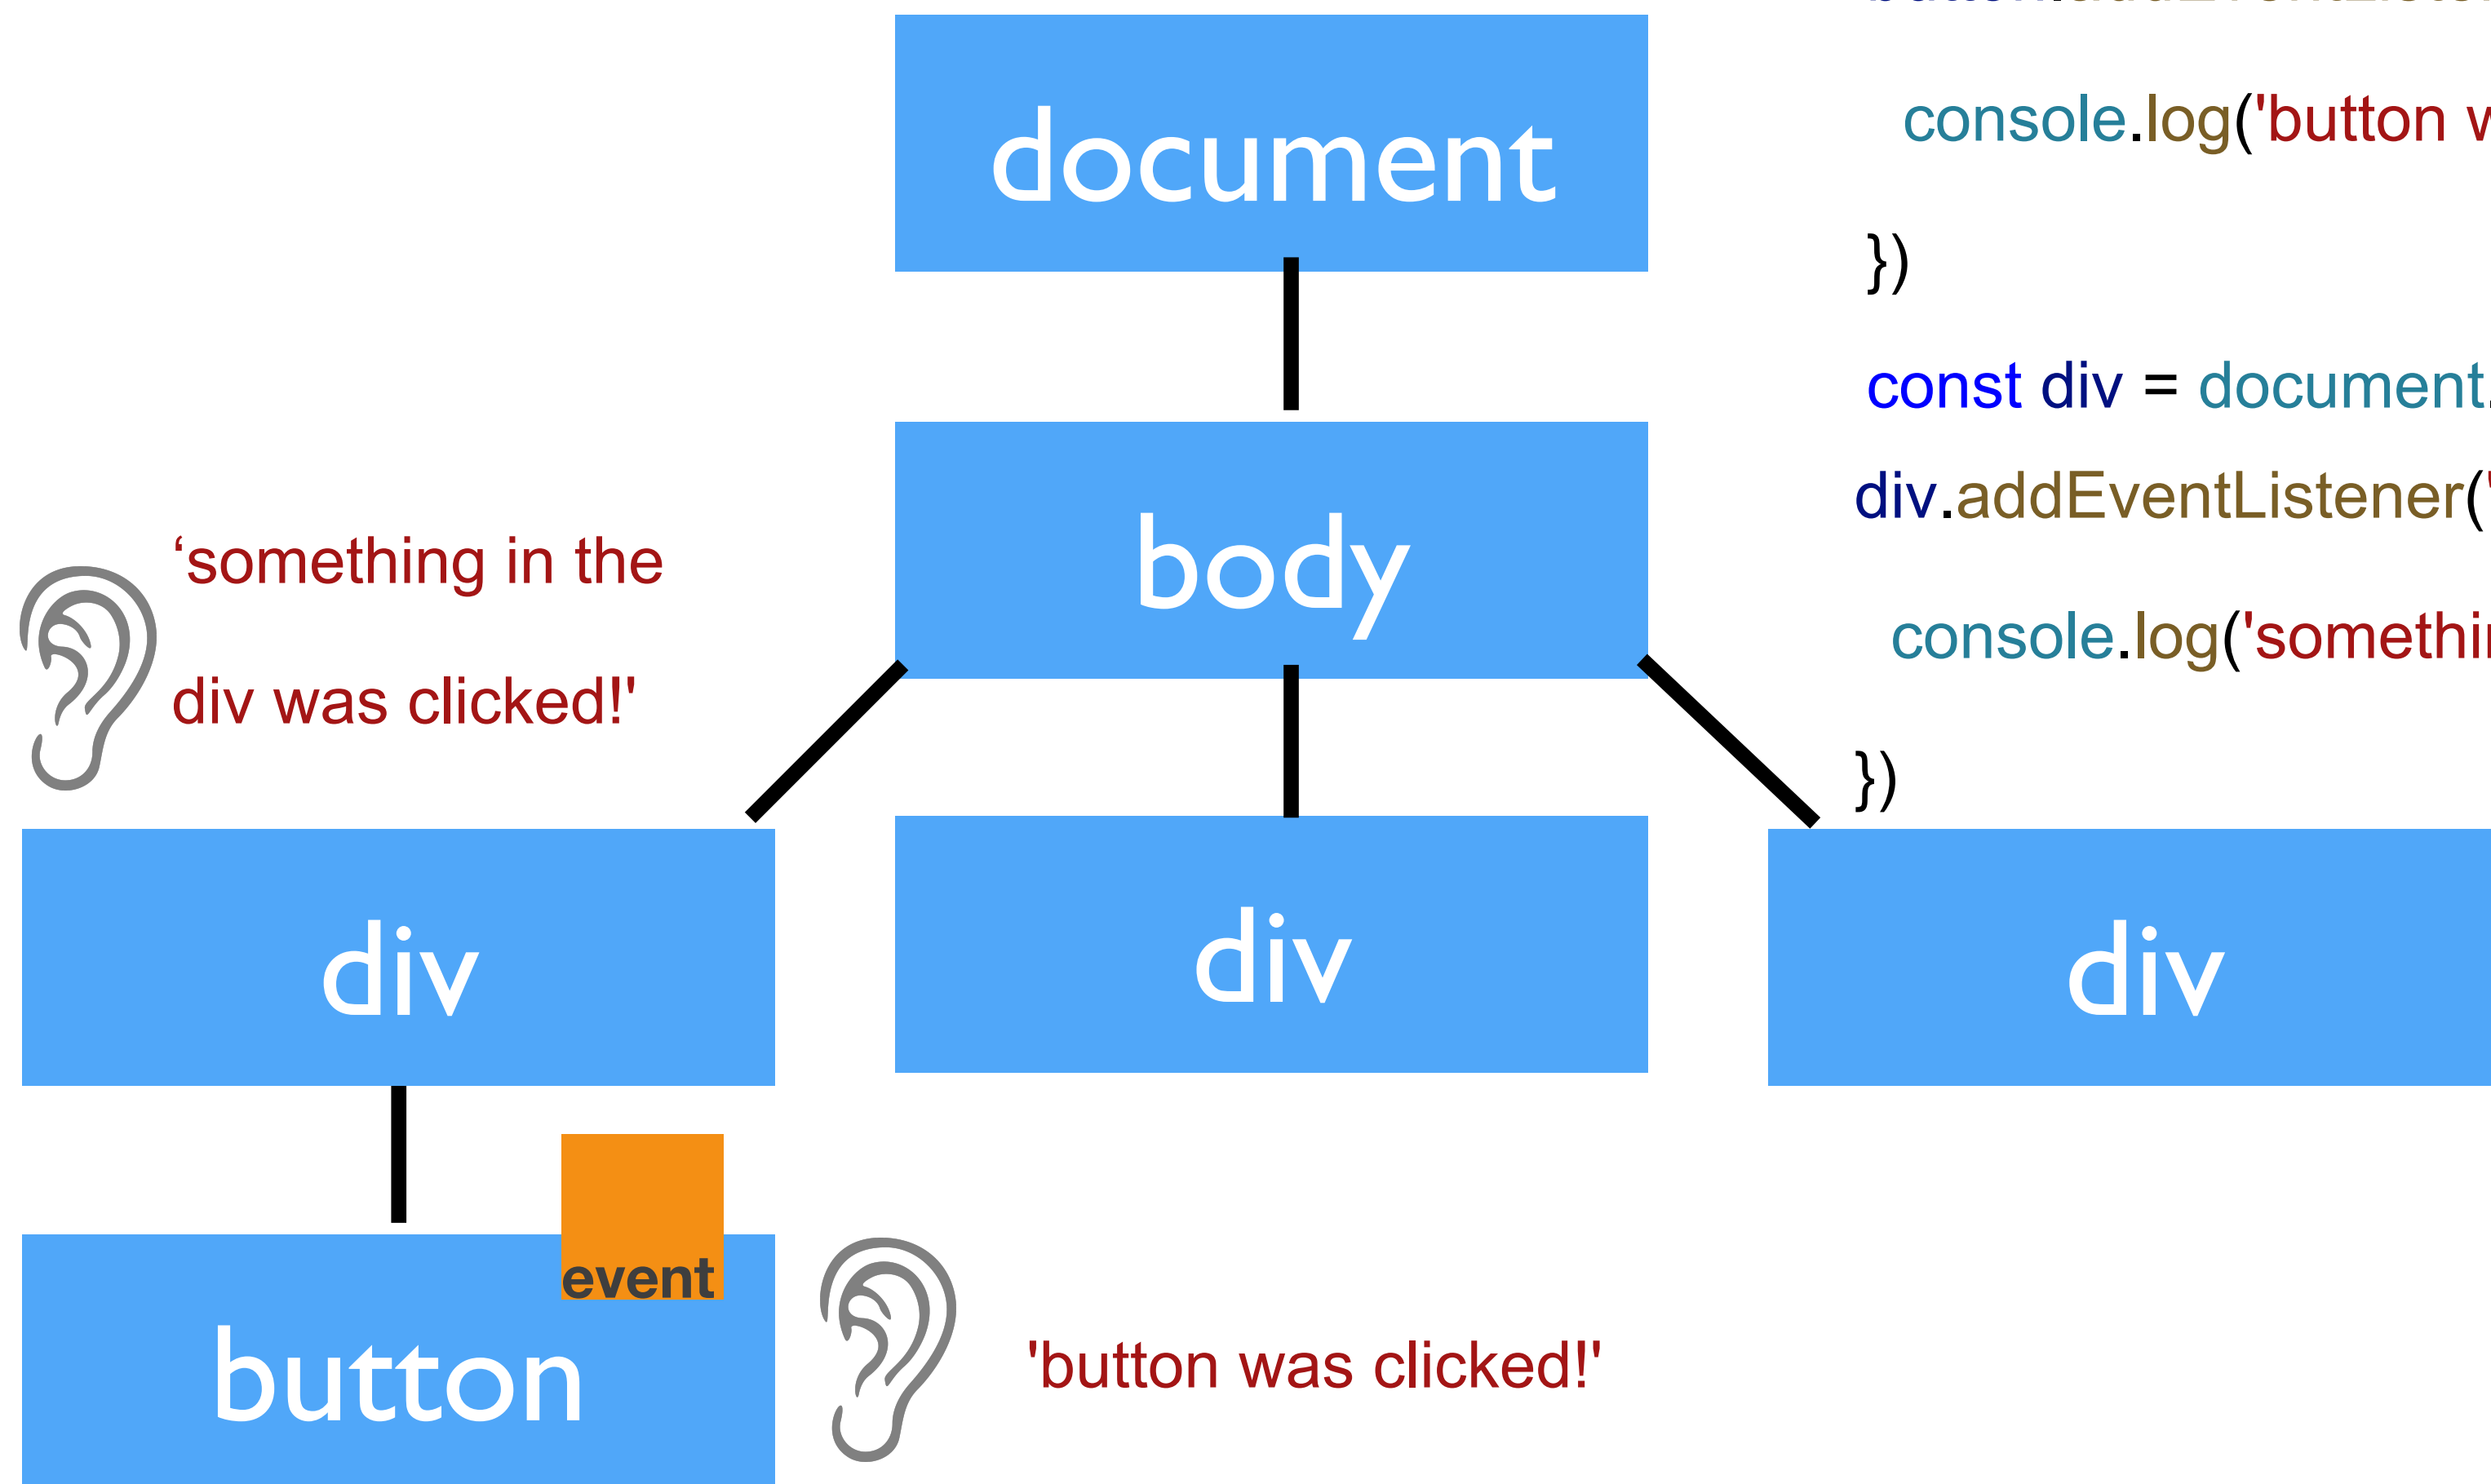 document
console.log('button
})
const div = document.
body
div.addEventListener('
‘something in the
div was clicked!'
console.log('somethin
})
div
div
div
event
button
'button was clicked!'